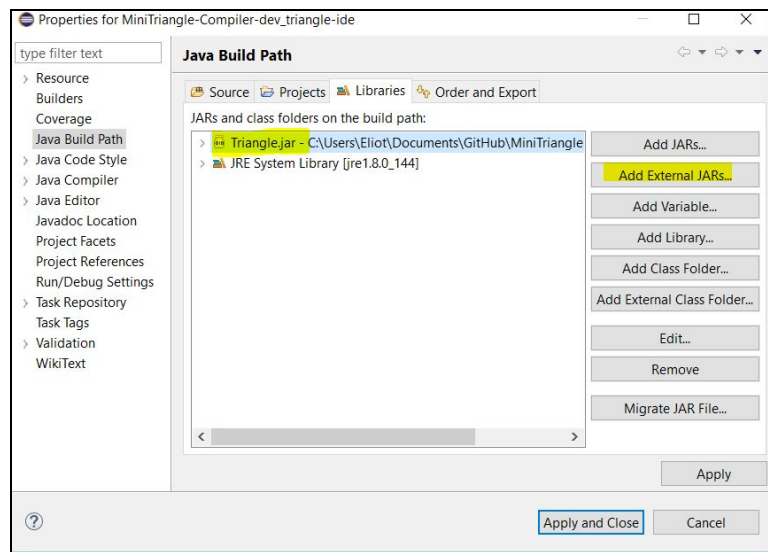 Properties for MiniTriangle-Compiler-dev_triangle-ide
type filter text
Resource
Builders
Coverage
Java Build Path
Java Code Style
Java Compiler
Java Editor
Javadoc Location
Project Facets
Project References
Run/Debug Settings
Task Repository
Task Tags
Validation
WikiText
Java Build Path
Source Projects Libraries Order and Export
JARs and class folders on the build path:
Triangle.jar - C:\Users\Eliot\Documents\GitHub\MiniTriangle
JRE System Library [jre1.8.0_144]
Add JARs...
Add External JARs...
Add Variable...
Add Library...
Add Class Folder...
Add External Class Folder...
Edit...
Remove
Migrate JAR File...
Apply
Apply and Close Cancel